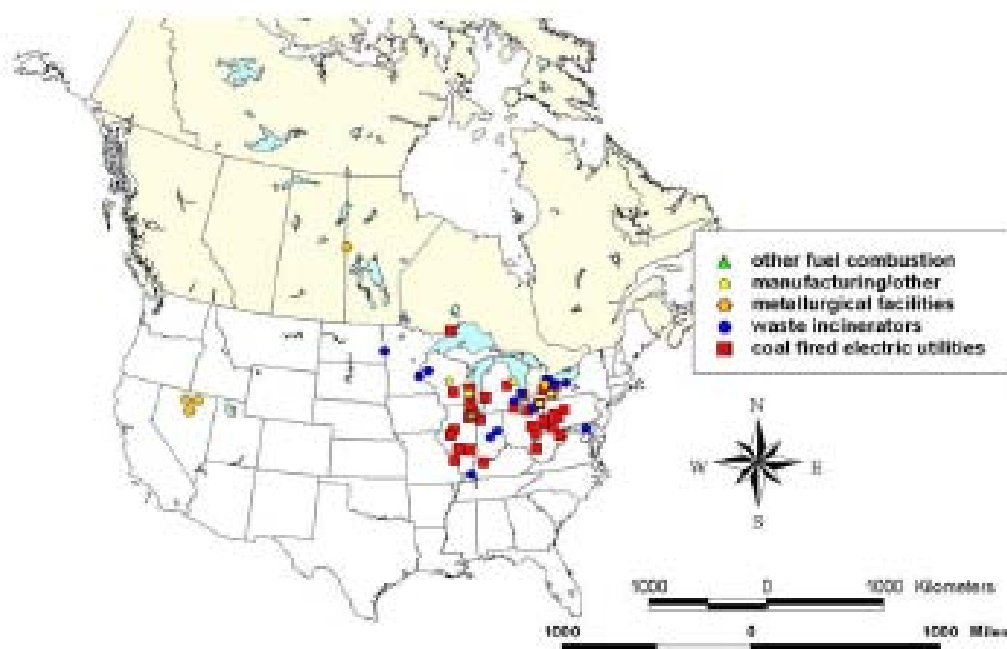 other fuel combustion
manufacturing/other
metallurgical facilities
waste incinerators
coal fired electric utilities
N
W E
S
1000 0 1000 Kilometers
1000 0 1000 Miles